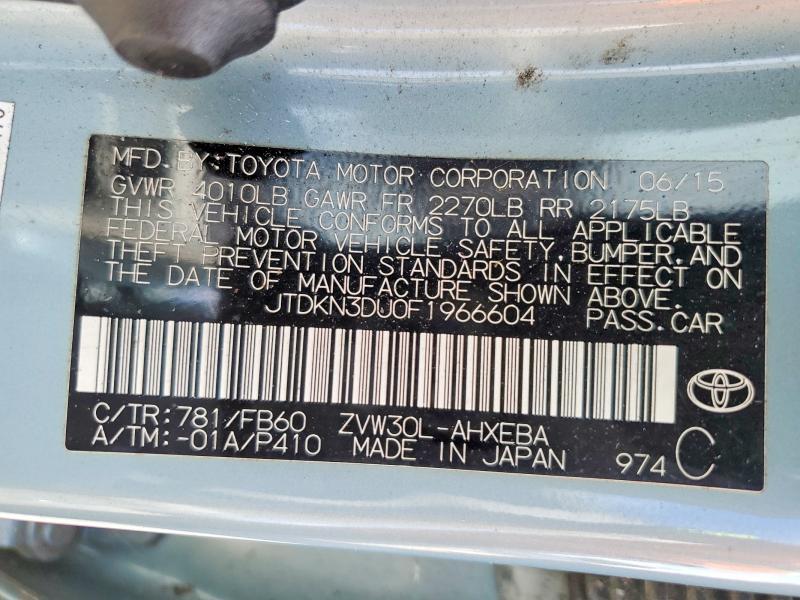 MFD.BY:TOYOTA MOTOR CORPORATION 06/15
GVWR 4010LB GAWR FR 2270LB RR 2175LB
THIS VEHICLE CONFORMS TO ALL APPLICABLE
FEDERAL MOTOR VEHICLE SAFETY,BUMPER,AND
THEFT PREVENTION STANDARDS IN EFFECT ON
THE DATE OF MANUFACTURE SHOWN ABOVE.
JTDKN3DU0F1966604 PASS.CAR
C/TR:781/FB60 ZVW30L-AHXEBA
A/TM:-01A/P410 MADE IN JAPAN 974 C